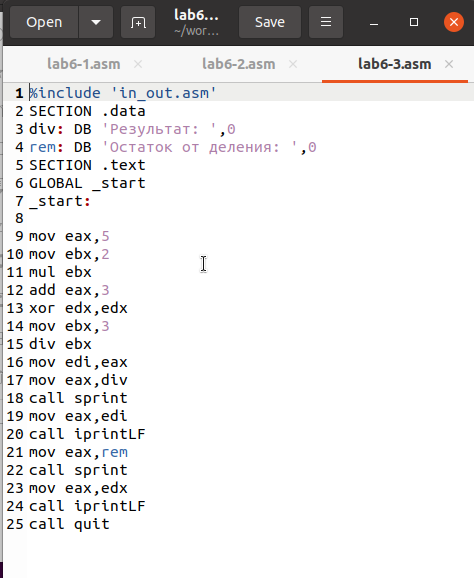 Open lab6... Save
~/wor...
lab6-1.asm × lab6-2.asm × lab6-3.asm ×
1 %include 'in_out.asm'
2 SECTION .data
3 div: DB 'Результат: ',0
4 rem: DB 'Остаток от деления: ',0
5 SECTION .text
6 GLOBAL _start
7 _start:
8
9 mov eax,5
10 mov ebx,2
11 mul ebx
12 add eax,3
13 xor edx,edx
14 mov ebx,3
15 div ebx
16 mov edi,eax
17 mov eax,div
18 call sprint
19 mov eax,edi
20 call iprintLF
21 mov eax,rem
22 call sprint
23 mov eax,edx
24 call iprintLF
25 call quit